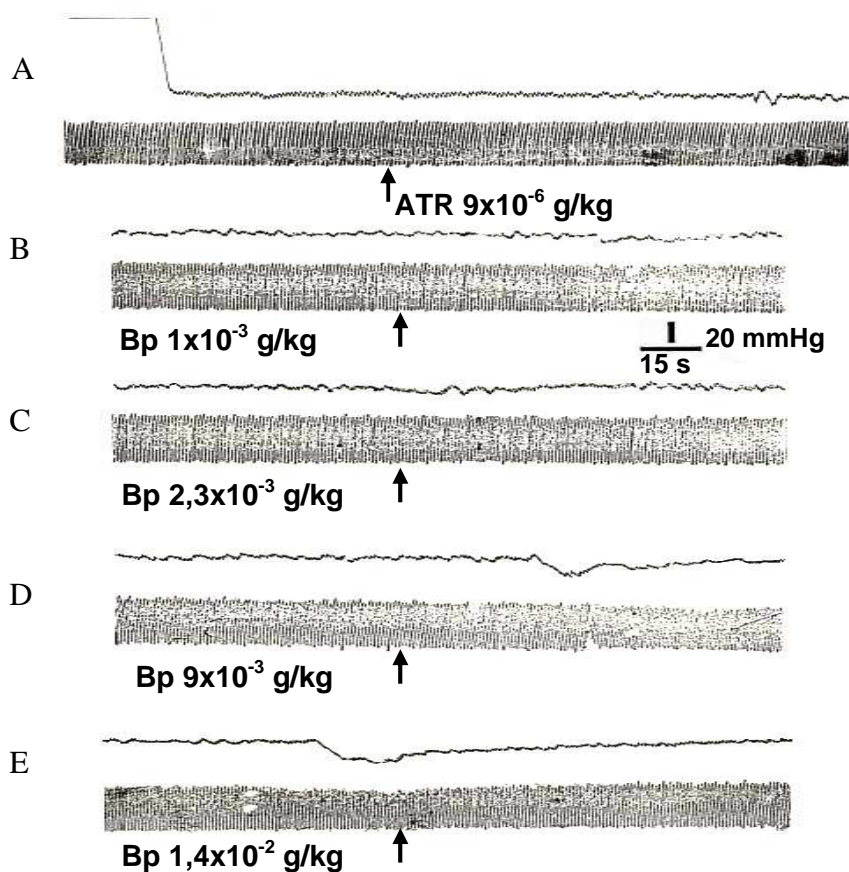 A
ATR 9x10⁻⁶ g/kg
B
Bp 1x10⁻³ g/kg
20 mmHg
15 s
C
Bp 2,3x10⁻³ g/kg
D
Bp 9x10⁻³ g/kg
E
Bp 1,4x10⁻² g/kg